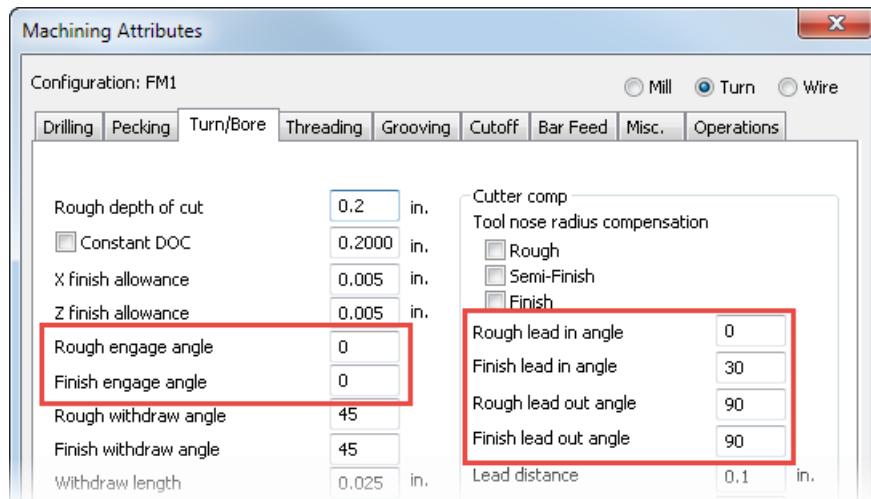 Machining Attributes
Configuration: FM1
Mill Turn Wire
Drilling Pecking Turn/Bore Threading Grooving Cutoff Bar Feed Misc. Operations
Rough depth of cut 0.2 in.
Constant DOC 0.2000 in.
X finish allowance 0.005 in.
Z finish allowance 0.005 in.
Rough engage angle 0
Finish engage angle 0
Rough withdraw angle 45
Finish withdraw angle 45
Withdraw length 0.025 in.
Cutter comp
Tool nose radius compensation
Rough
Semi-Finish
Finish
Rough lead in angle 0
Finish lead in angle 30
Rough lead out angle 90
Finish lead out angle 90
Lead distance 0.1 in.